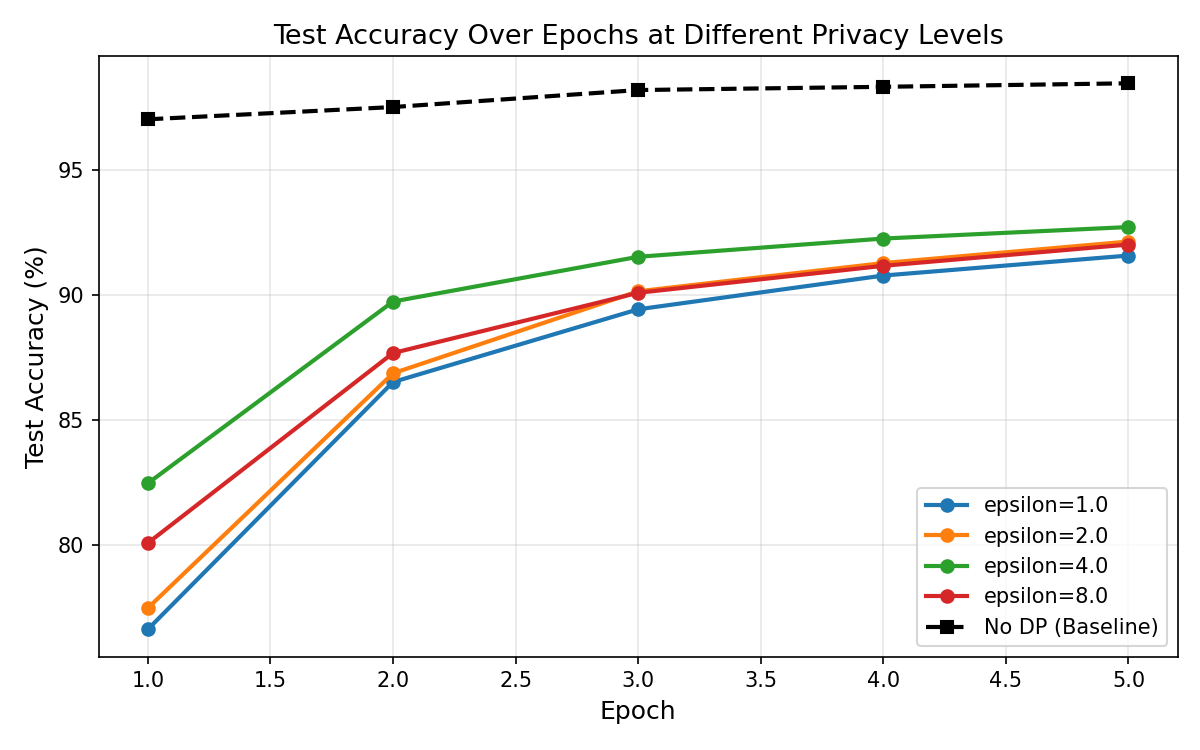 Test Accuracy Over Epochs at Different Privacy Levels
Test Accuracy (%)
95
90
85
80
1.0 1.5 2.0 2.5 3.0 3.5 4.0 4.5 5.0
Epoch
epsilon=1.0
epsilon=2.0
epsilon=4.0
epsilon=8.0
No DP (Baseline)